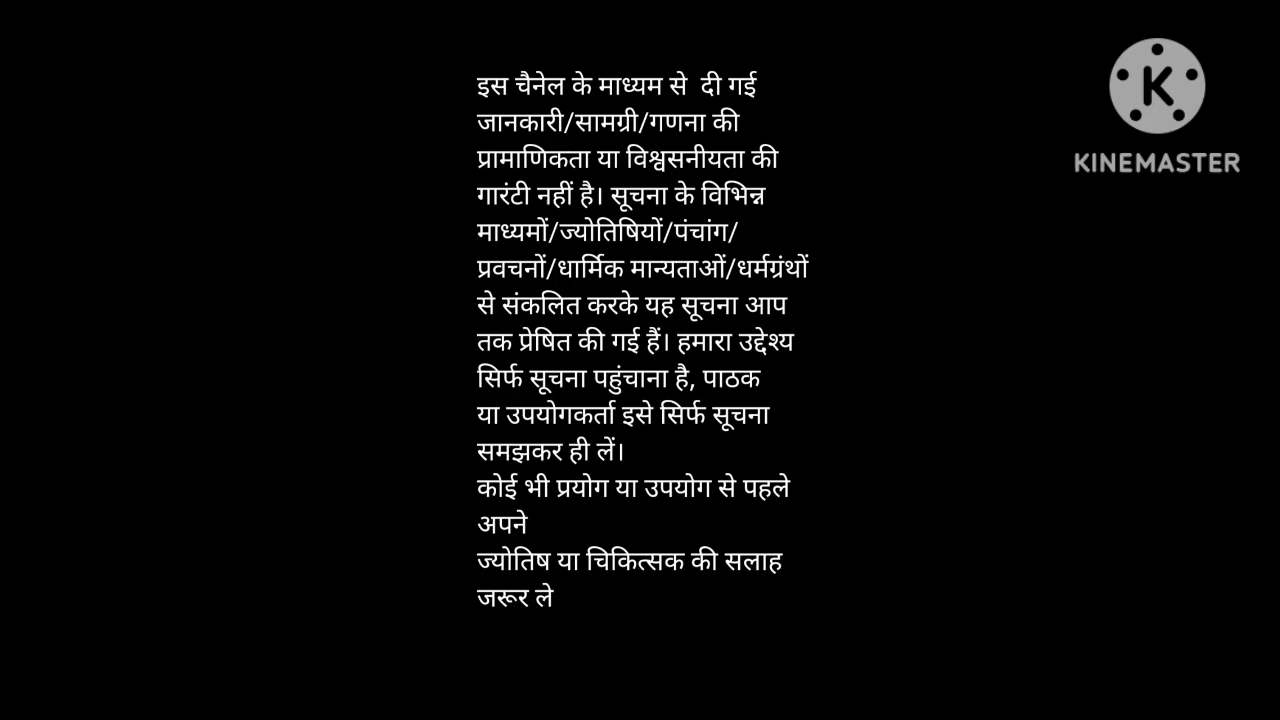 इस चैनेल के माध्यम से दी गई
जानकारी/सामग्री/गणना की
प्रामाणिकता या विश्वसनीयता की
गारंटी नहीं है। सूचना के विभिन्न
माध्यमों/ज्योतिषियों/पंचांग/
प्रवचनों/धार्मिक मान्यताओं/धर्मग्रंथों
से संकलित करके यह सूचना आप
तक प्रेषित की गई हैं। हमारा उद्देश्य
सिर्फ सूचना पहुंचाना है, पाठक
या उपयोगकर्ता इसे सिर्फ सूचना
समझकर ही लें।
कोई भी प्रयोग या उपयोग से पहले
अपने
ज्योतिष या चिकित्सक की सलाह
जरूर ले
K
KINEMASTER